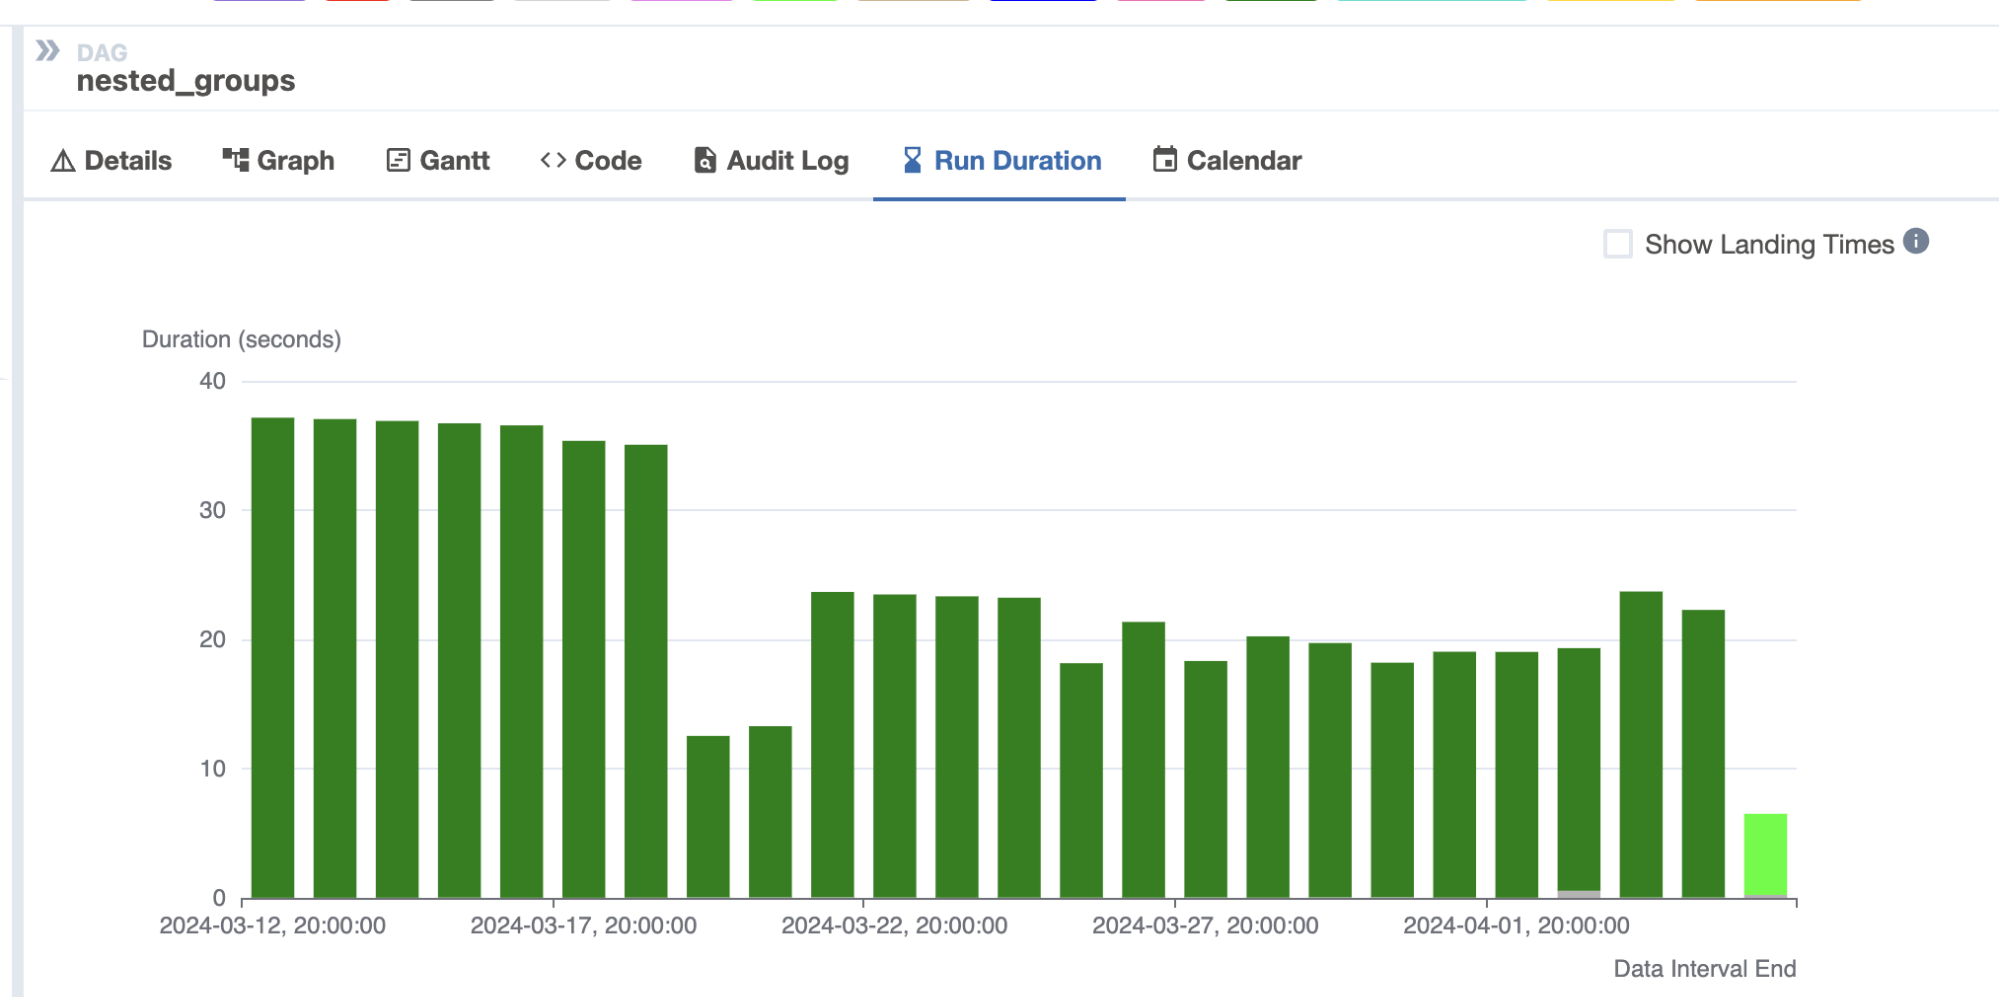 DAG
nested_groups
Details Graph Gantt Code Audit Log Run Duration Calendar
Show Landing Times
Duration (seconds)
40
30
20
10
0
2024-03-12, 20:00:00 2024-03-17, 20:00:00 2024-03-22, 20:00:00 2024-03-27, 20:00:00 2024-04-01, 20:00:00
Data Interval End